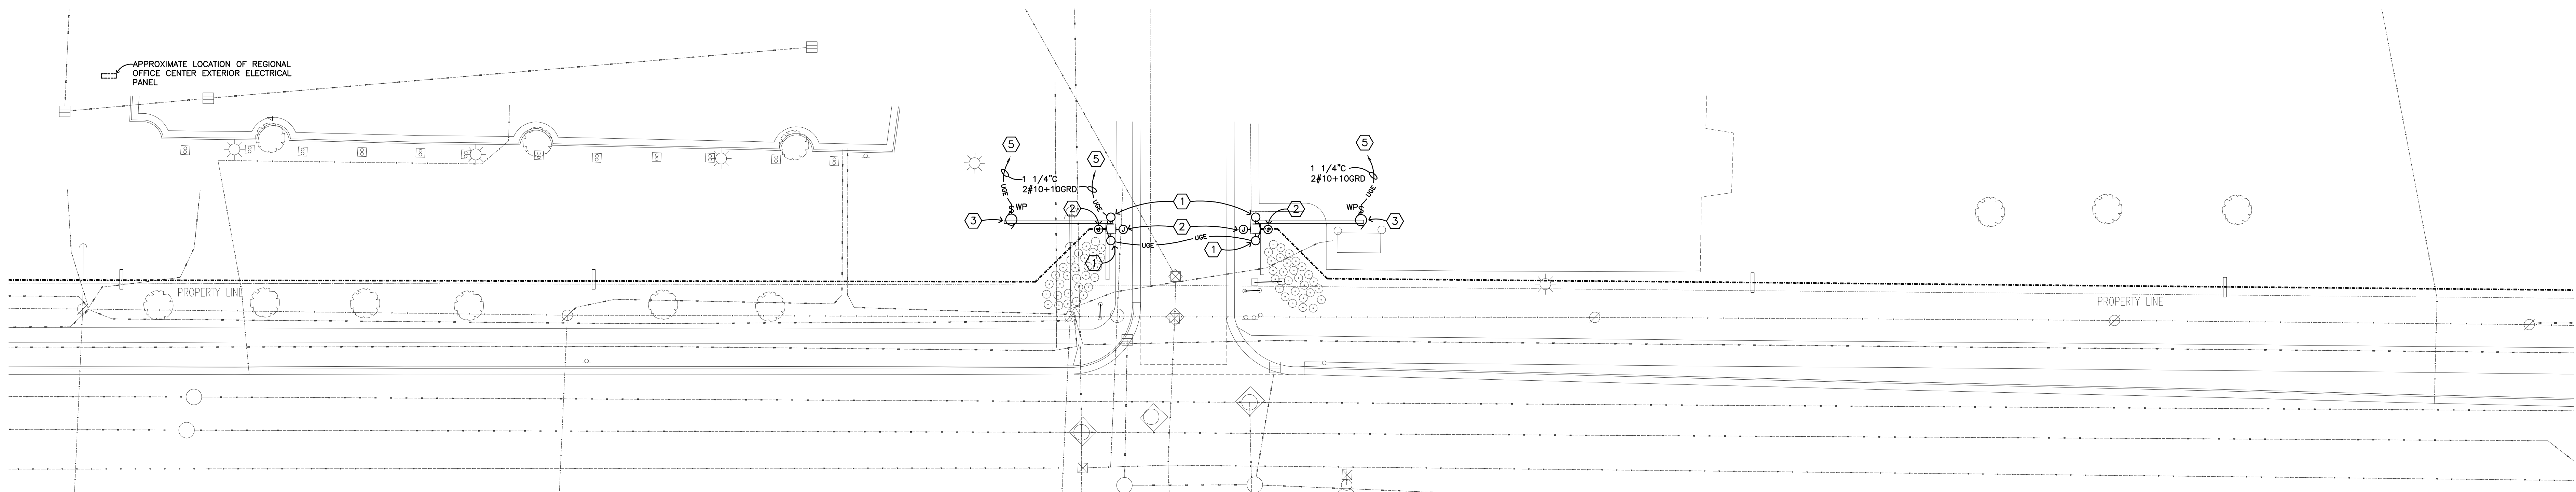 APPROXIMATE LOCATION OF REGIONAL
OFFICE CENTER EXTERIOR ELECTRICAL
PANEL
5
5
5
1 1/4"C
2#10+10GRD
1 1/4"C
2#10+10GRD
UGE
UGE
UGE
$ WP
WP $
3
2
1
2
3
J
J
2
J
J
UGE
UGE
1
1
PROPERTY LINE
PROPERTY LINE